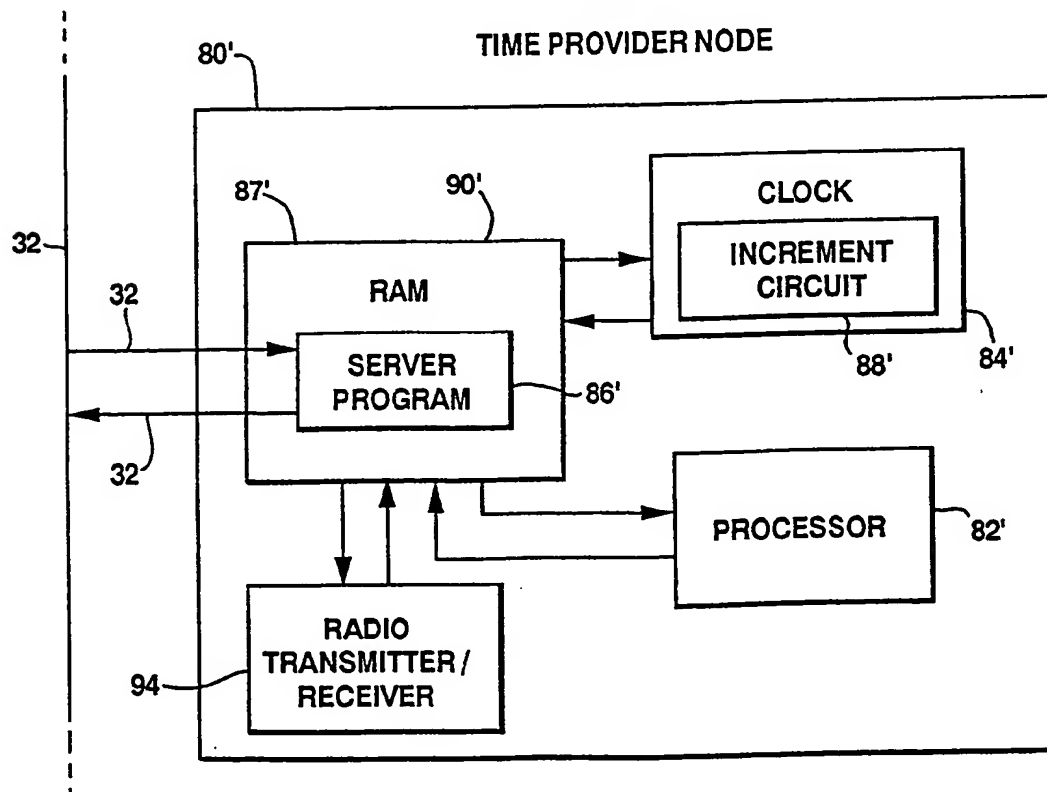 TIME PROVIDER NODE
80'
87'
90'
CLOCK
INCREMENT
CIRCUIT
88'
84'
32
RAM
32
SERVER
PROGRAM
86'
32
PROCESSOR
82'
RADIO
TRANSMITTER/
RECEIVER
94